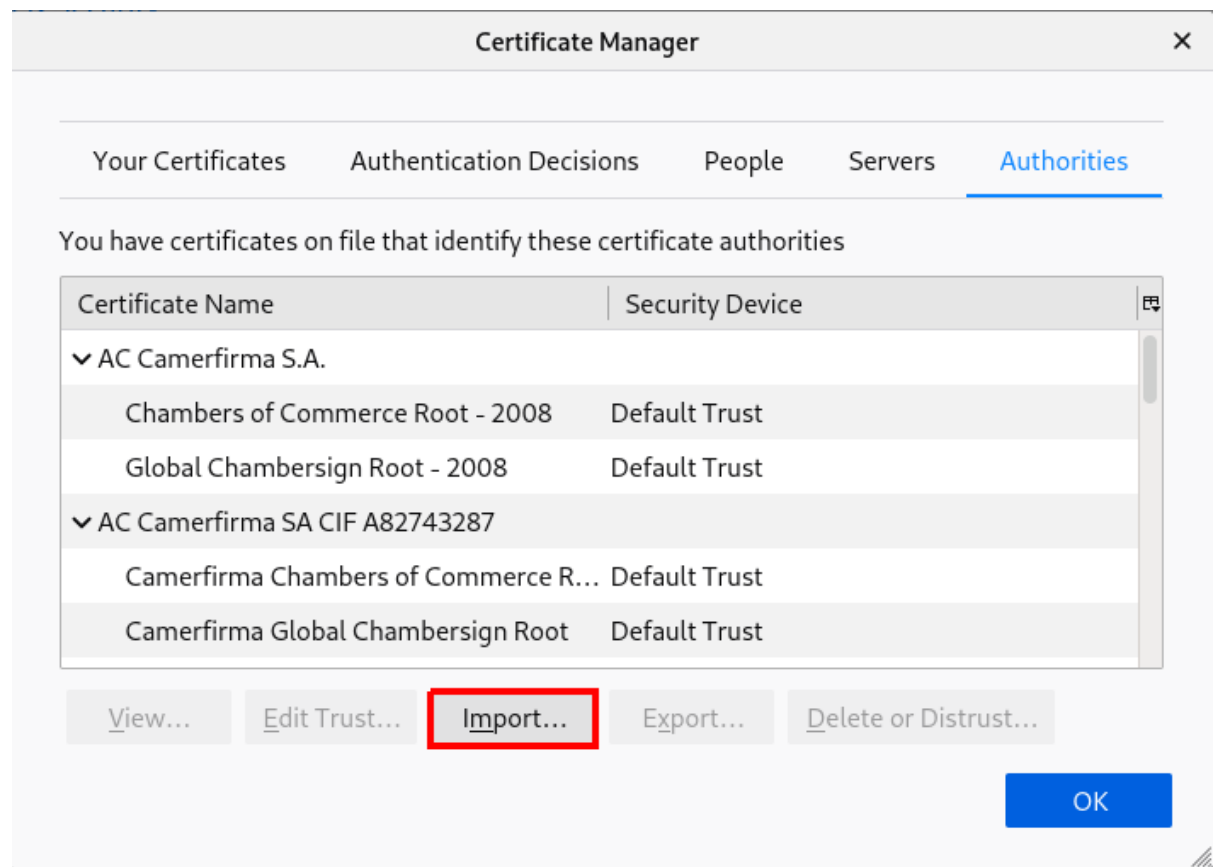 Certificate Manager
Your Certificates Authentication Decisions People Servers Authorities
You have certificates on file that identify these certificate authorities
Certificate Name Security Device
AC Camerfirma S.A.
Chambers of Commerce Root - 2008 Default Trust
Global Chambersign Root - 2008 Default Trust
AC Camerfirma SA CIF A82743287
Camerfirma Chambers of Commerce R... Default Trust
Camerfirma Global Chambersign Root Default Trust
View... Edit Trust... Import... Export... Delete or Distrust...
OK